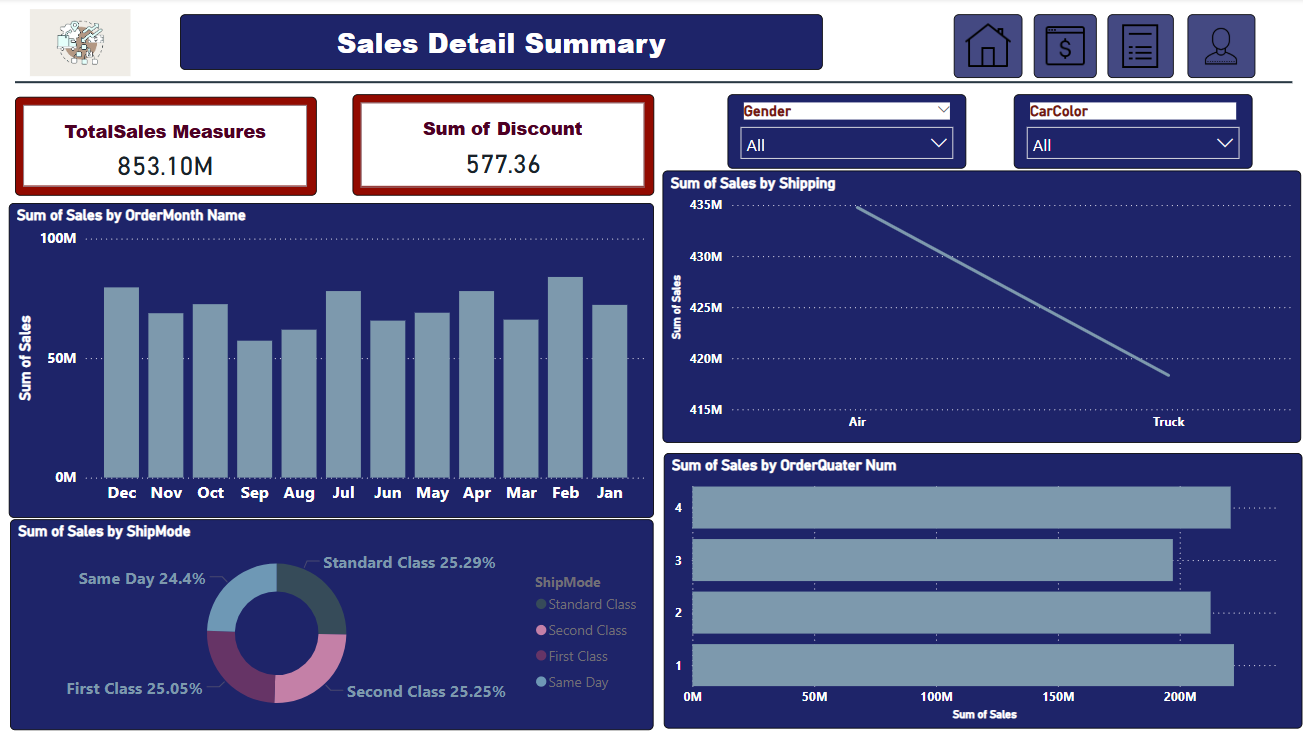 Sales Detail Summary
$
TotalSales Measures
853.10M
Sum of Discount
577.36
Gender
All
CarColor
All
Sum of Sales by OrderMonth Name
Sum of Sales
100M
50M
0M
Dec Nov Oct Sep Aug Jul Jun May Apr Mar Feb Jan
Sum of Sales by Shipping
Sum of Sales
435M
430M
425M
420M
415M
Air Truck
Sum of Sales by ShipMode
Standard Class 25.29%
Same Day 24.4%
First Class 25.05%
Second Class 25.25%
ShipMode
Standard Class
Second Class
First Class
Same Day
Sum of Sales by OrderQuater Num
4
3
2
1
0M 50M 100M 150M 200M
Sum of Sales